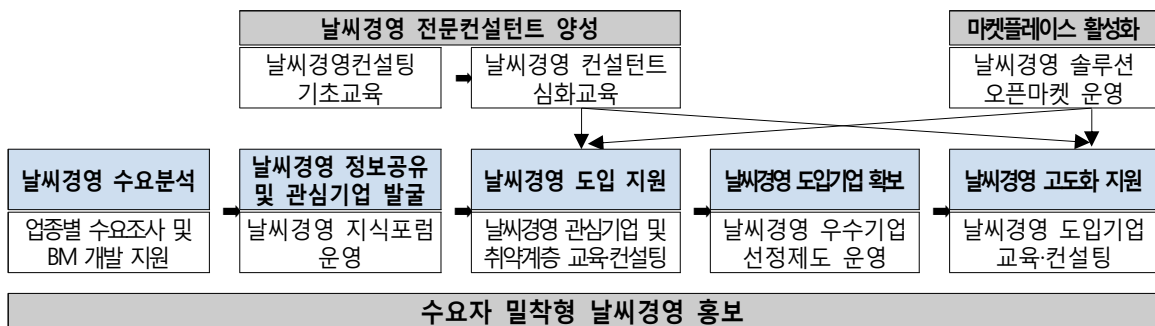 날씨경영 전문컨설턴트 양성
마켓플레이스 활성화
날씨경영컨설팅
기초교육
➡
날씨경영 컨설턴트
심화교육
날씨경영 솔루션
오픈마켓 운영
날씨경영 수요분석
업종별 수요조사 및
BM 개발 지원
➡
날씨경영 정보공유
및 관심기업 발굴
날씨경영 지식포럼
운영
➡
날씨경영 도입 지원
날씨경영 관심기업 및
취약계층 교육·컨설팅
➡
날씨경영 도입기업 확보
날씨경영 우수기업
선정제도 운영
➡
날씨경영 고도화 지원
날씨경영 도입기업
교육·컨설팅
수요자 밀착형 날씨경영 홍보